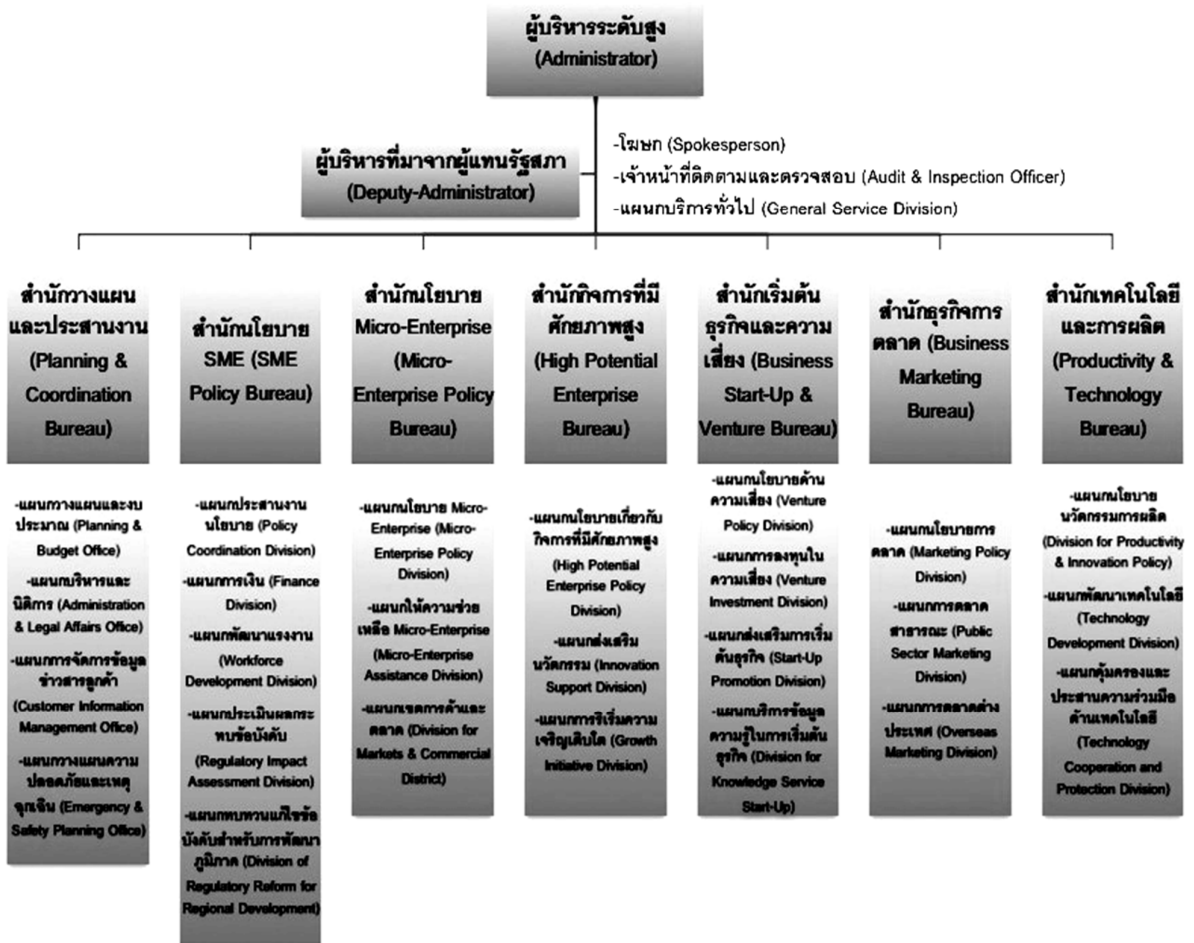 ผู้บริหารระดับสูง
(Administrator)
ผู้บริหารที่มาจากผู้แทนรัฐสภา
(Deputy-Administrator)
-โฆษก (Spokesperson)
-เจ้าหน้าที่ติดตามและตรวจสอบ (Audit & Inspection Officer)
-แผนกบริการทั่วไป (General Service Division)
สำนักวางแผน
และประสานงาน
(Planning &
Coordination
Bureau)
สำนักนโยบาย
SME (SME
Policy Bureau)
สำนักนโยบาย
Micro-Enterprise
(Micro-
Enterprise Policy
Bureau)
สำนักกิจการที่มี
ศักยภาพสูง
(High Potential
Enterprise
Bureau)
สำนักเริ่มต้น
ธุรกิจและความ
เสี่ยง (Business
Start-Up &
Venture Bureau)
สำนักธุรกิจการ
ตลาด (Business
Marketing
Bureau)
สำนักเทคโนโลยี
และการผลิต
(Productivity &
Technology
Bureau)
-แผนกวางแผนและงบ
ประมาณ (Planning &
Budget Office)
-แผนกบริหารและ
นิติการ (Administration
& Legal Affairs Office)
-แผนกการจัดการข้อมูล
ข่าวสารลูกค้า
(Customer Information
Management Office)
-แผนกวางแผนความ
ปลอดภัยและเหตุ
ฉุกเฉิน (Emergency &
Safety Planning Office)
-แผนกประสานงาน
นโยบาย (Policy
Coordination Division)
-แผนกการเงิน (Finance
Division)
-แผนกพัฒนาแรงงาน
(Workforce
Development Division)
-แผนกประเมินผลกระ
ทบข้อบังคับ
(Regulatory Impact
Assessment Division)
-แผนกทบทวนแก้ไขข้อ
บังคับสำหรับการพัฒนา
ภูมิภาค (Division of
Regulatory Reform for
Regional Development)
-แผนกนโยบาย Micro-
Enterprise (Micro-
Enterprise Policy
Division)
-แผนกให้ความช่วย
เหลือ Micro-Enterprise
(Micro-Enterprise
Assistance Division)
-แผนกเขตการค้าและ
ตลาด (Division for
Markets & Commercial
District)
-แผนกนโยบายเกี่ยวกับ
กิจการที่มีศักยภาพสูง
(High Potential
Enterprise Policy
Division)
-แผนกส่งเสริม
นวัตกรรม (Innovation
Support Division)
-แผนกการริเริ่มความ
เจริญเติบโต (Growth
Initiative Division)
-แผนกนโยบายด้าน
ความเสี่ยง (Venture
Policy Division)
-แผนการลงทุนใน
ความเสี่ยง (Venture
Investment Division)
-แผนกส่งเสริมการเริ่ม
ต้นธุรกิจ (Start-Up
Promotion Division)
-แผนกบริการข้อมูล
ความรู้ในการเริ่มต้น
ธุรกิจ (Division for
Knowledge Service
Start-Up)
-แผนกนโยบายการ
ตลาด (Marketing Policy
Division)
-แผนกการตลาด
สาธารณะ (Public
Sector Marketing
Division)
-แผนกการตลาดต่าง
ประเทศ (Overseas
Marketing Division)
-แผนกนโยบาย
นวัตกรรมการผลิต
(Division for Productivity
& Innovation Policy)
-แผนกพัฒนาเทคโนโลยี
(Technology
Development Division)
-แผนกคุ้มครองและ
ประสานความร่วมมือ
ด้านเทคโนโลยี
(Technology
Cooperation and
Protection Division)